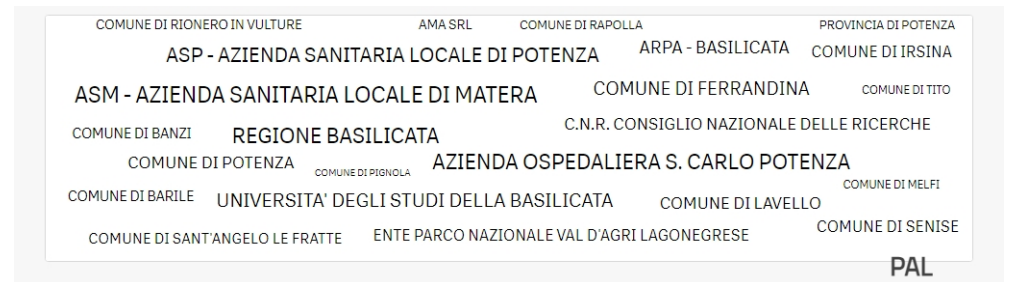 COMUNE DI RIONERO IN VULTURE
AMA SRL
COMUNE DI RAPOLLA
PROVINCIA DI POTENZA
ASP - AZIENDA SANITARIA LOCALE DI POTENZA
ARPA - BASILICATA
COMUNE DI IRSINA
ASM - AZIENDA SANITARIA LOCALE DI MATERA
COMUNE DI FERRANDINA
COMUNE DI TITO
COMUNE DI BANZI
REGIONE BASILICATA
C.N.R. CONSIGLIO NAZIONALE DELLE RICERCHE
COMUNE DI POTENZA
COMUNE DI PIGNOLA
AZIENDA OSPEDALIERA S. CARLO POTENZA
COMUNE DI MELFI
COMUNE DI BARILE
UNIVERSITA' DEGLI STUDI DELLA BASILICATA
COMUNE DI LAVELLO
COMUNE DI SENISE
COMUNE DI SANT'ANGELO LE FRATTE
ENTE PARCO NAZIONALE VAL D'AGRI LAGONEGRESE
PAL